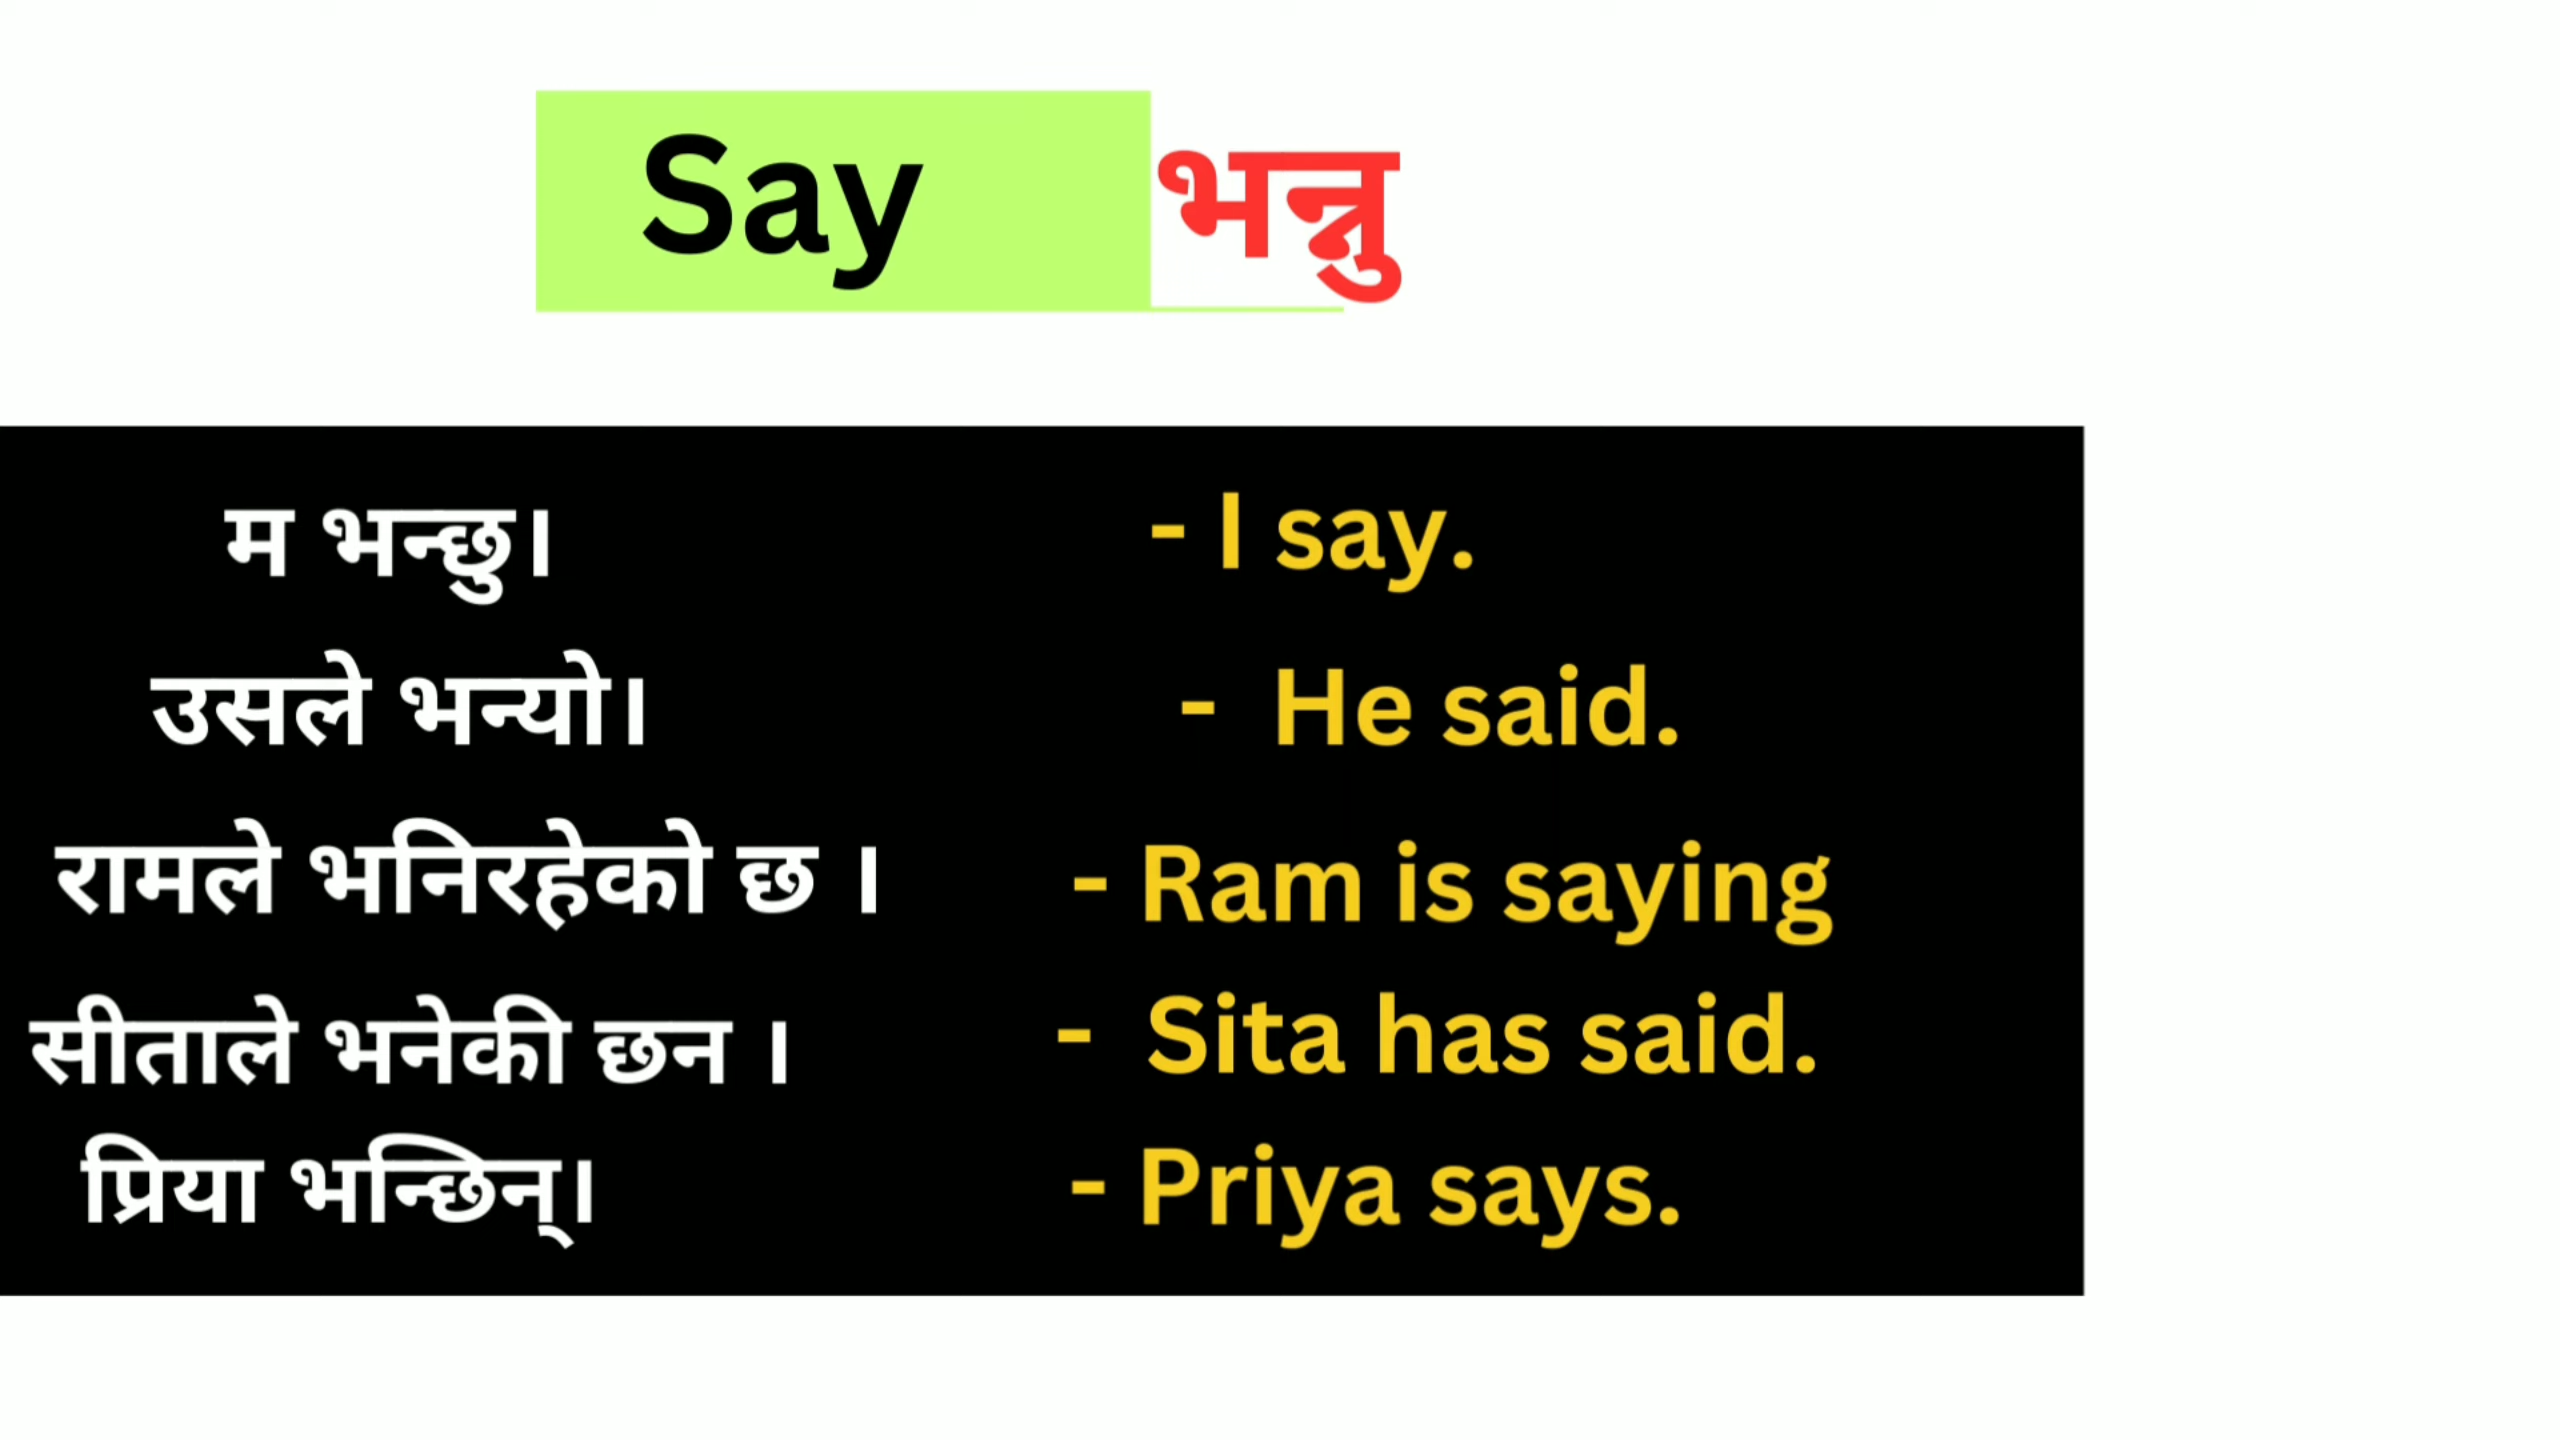 Say भन्नु
म भन्छु। - I say.
उसले भन्यो। - He said.
रामले भनिरहेको छ । - Ram is saying
सीताले भनेकी छन । - Sita has said.
प्रिया भन्छिन्। - Priya says.